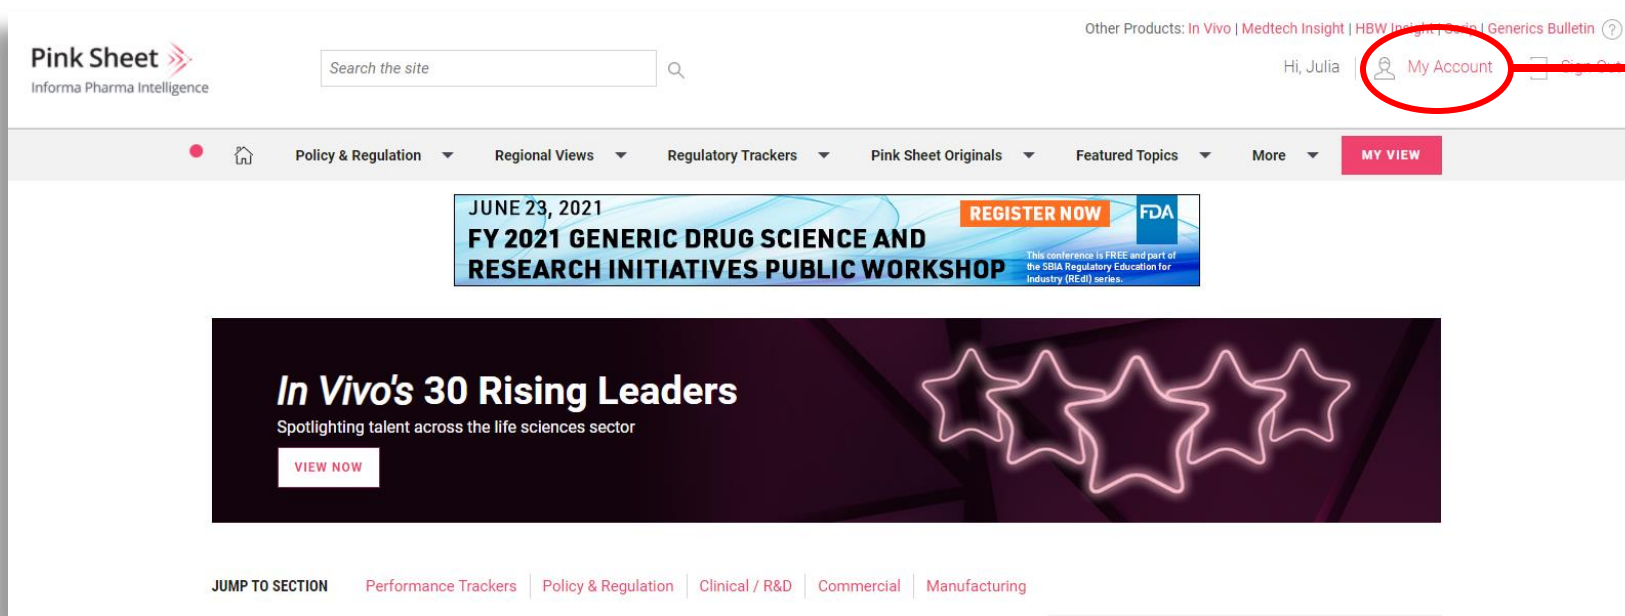 Other Products: In Vivo | Medtech Insight | HBW Insight | Scrip | Generics Bulletin ?
Pink Sheet
Informa Pharma Intelligence
Search the site
Hi, Julia
My Account
Sign Out
Policy & Regulation
Regional Views
Regulatory Trackers
Pink Sheet Originals
Featured Topics
More
MY VIEW
JUNE 23, 2021
FY 2021 GENERIC DRUG SCIENCE AND
RESEARCH INITIATIVES PUBLIC WORKSHOP
REGISTER NOW
FDA
This conference is FREE and part of
the SBIA Regulatory Education for
Industry (REdI) series.
In Vivo's 30 Rising Leaders
Spotlighting talent across the life sciences sector
VIEW NOW
JUMP TO SECTION Performance Trackers | Policy & Regulation | Clinical / R&D | Commercial | Manufacturing